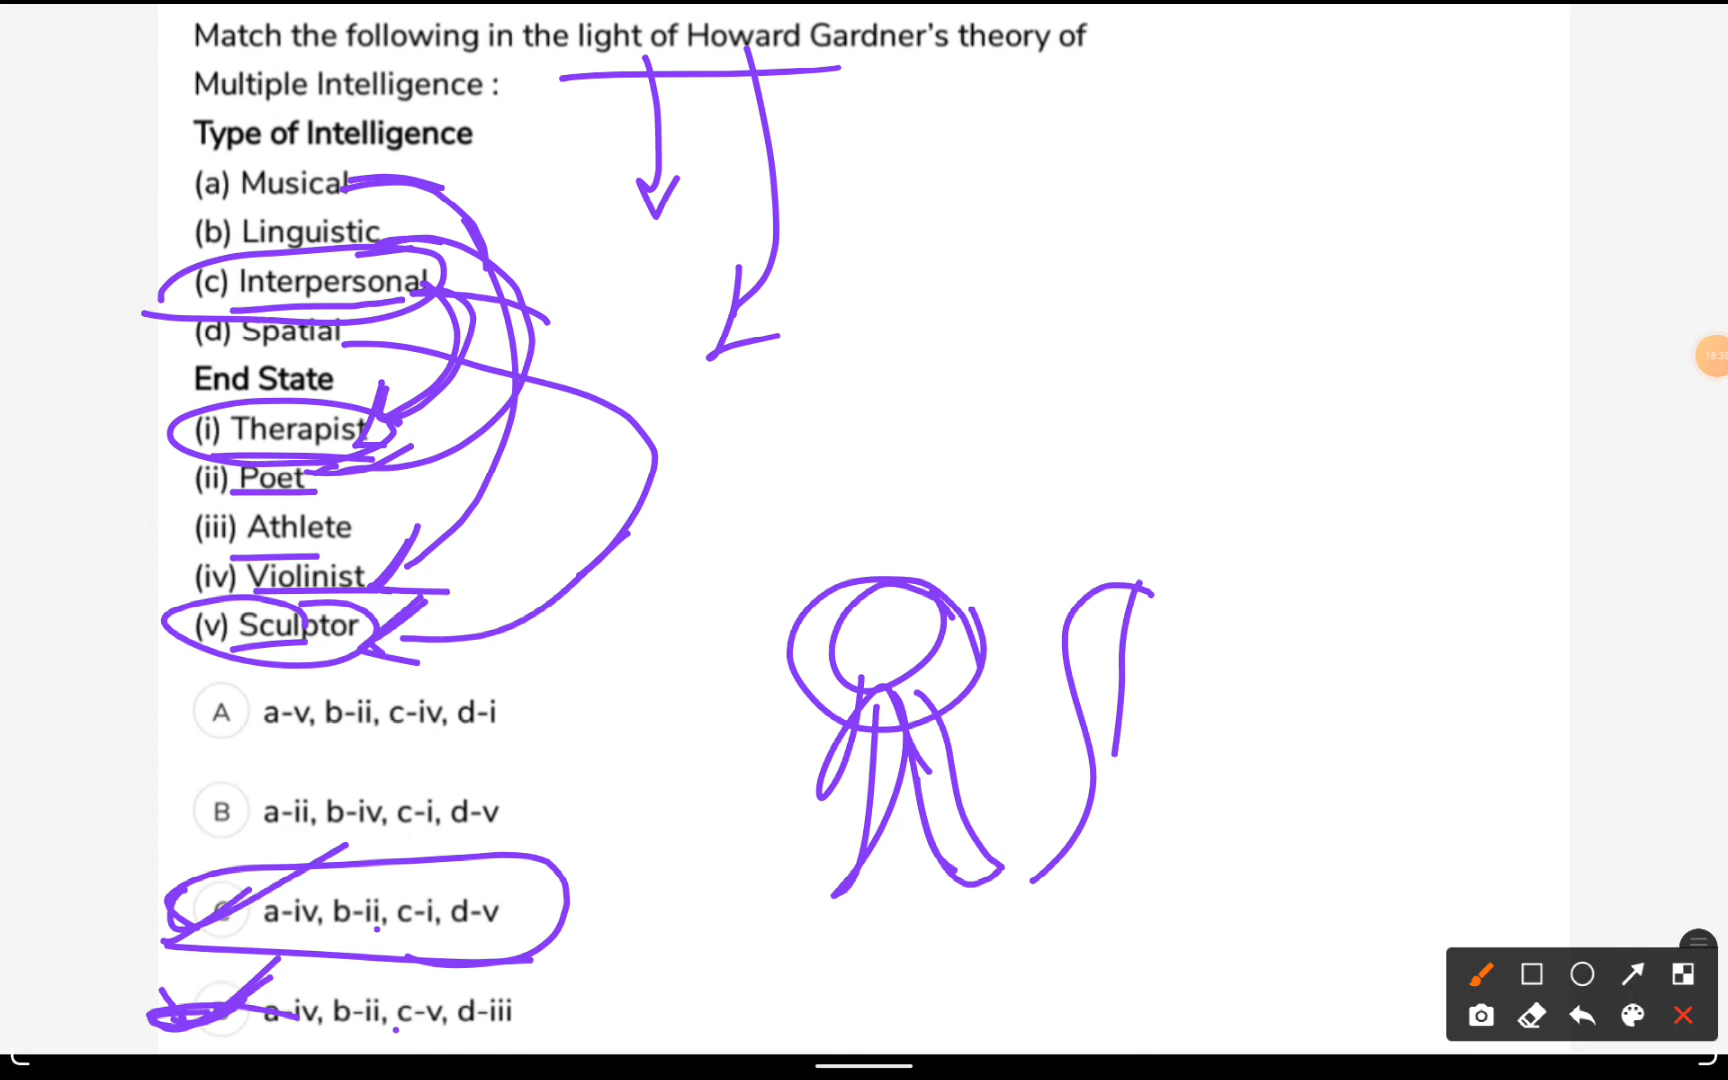 Match the following in the light of Howard Gardner's theory of
Multiple Intelligence :
Type of Intelligence
(a) Musical
(b) Linguistic
(c) Interpersonal
(d) Spatial
End State
(i) Therapist
(ii) Poet
(iii) Athlete
(iv) Violinist
(v) Sculptor
A a-v, b-ii, c-iv, d-i
B a-ii, b-iv, c-i, d-v
C a-iv, b-ii, c-i, d-v
a-iv, b-ii, c-v, d-iii